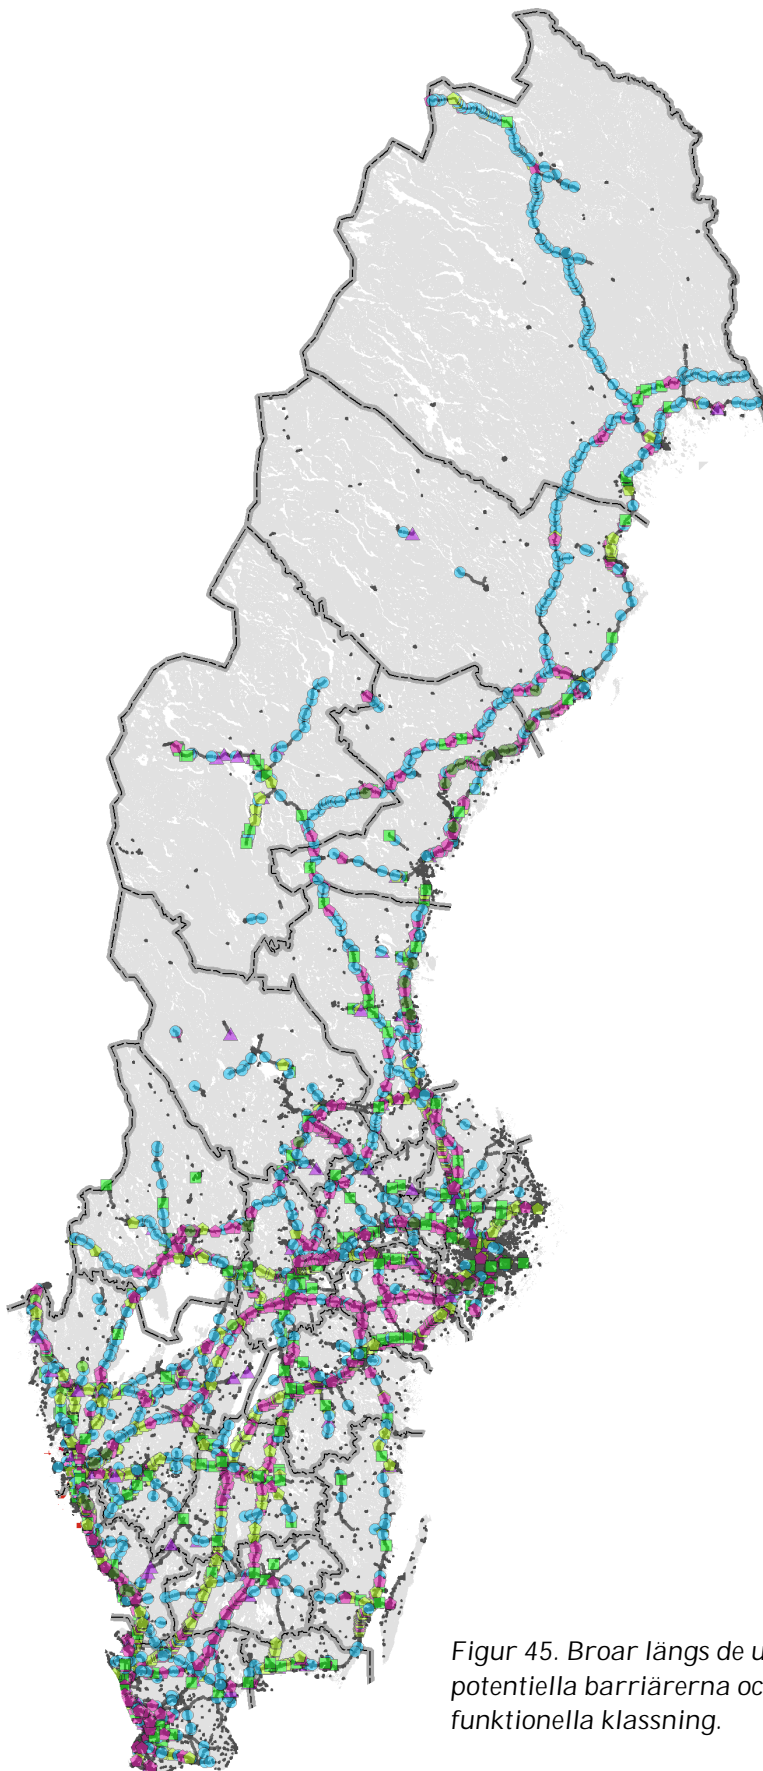 Figur 45. Broar längs de u
potentiella barriärerna oc
funktionella klassning.